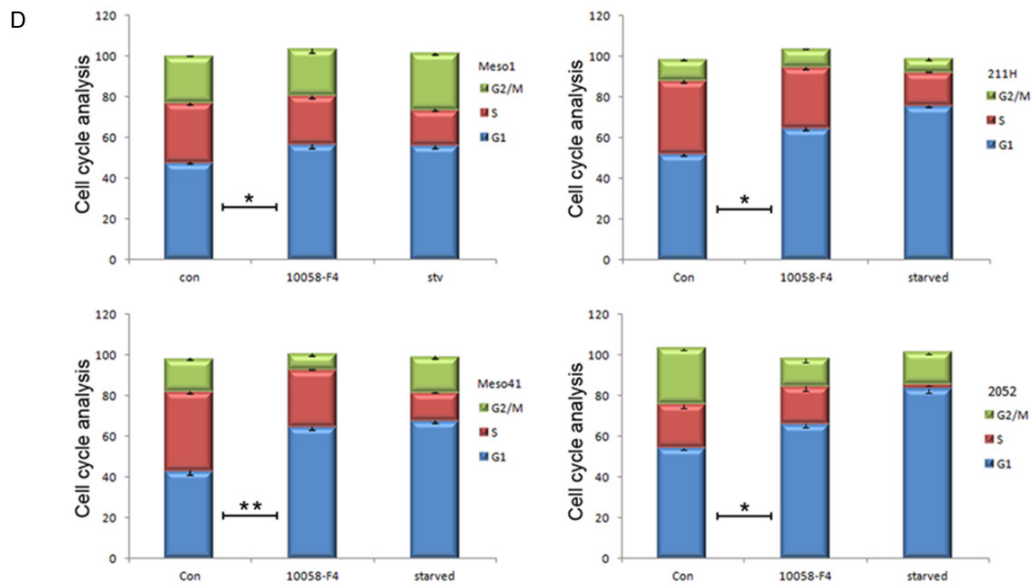 D
Cell cycle analysis
120
100
80
60
40
20
0
*
con
10058-F4
stv
Meso1
G2/M
S
G1
Cell cycle analysis
120
100
80
60
40
20
0
*
Con
10058-F4
starved
211H
G2/M
S
G1
Cell cycle analysis
120
100
80
60
40
20
0
**
Con
10058-F4
starved
Meso41
G2/M
S
G1
Cell cycle analysis
120
100
80
60
40
20
0
*
Con
10058-F4
starved
2052
G2/M
S
G1